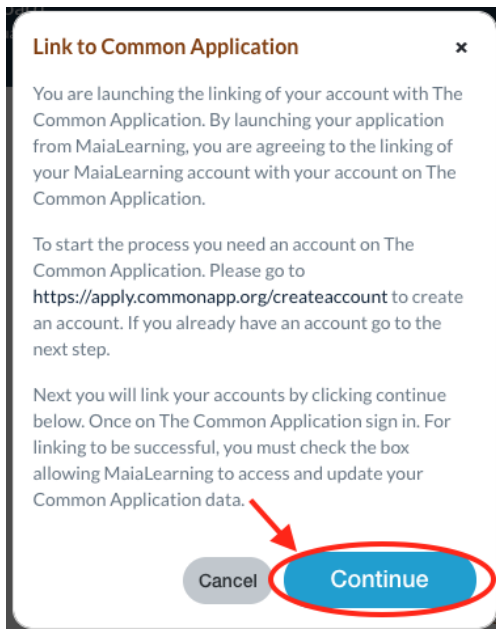 Link to Common Application ×
You are launching the linking of your account with The
Common Application. By launching your application
from MaiaLearning, you are agreeing to the linking of
your MaiaLearning account with your account on The
Common Application.
To start the process you need an account on The
Common Application. Please go to
https://apply.commonapp.org/createaccount to create
an account. If you already have an account go to the
next step.
Next you will link your accounts by clicking continue
below. Once on The Common Application sign in. For
linking to be successful, you must check the box
allowing MaiaLearning to access and update your
Common Application data.
Cancel Continue